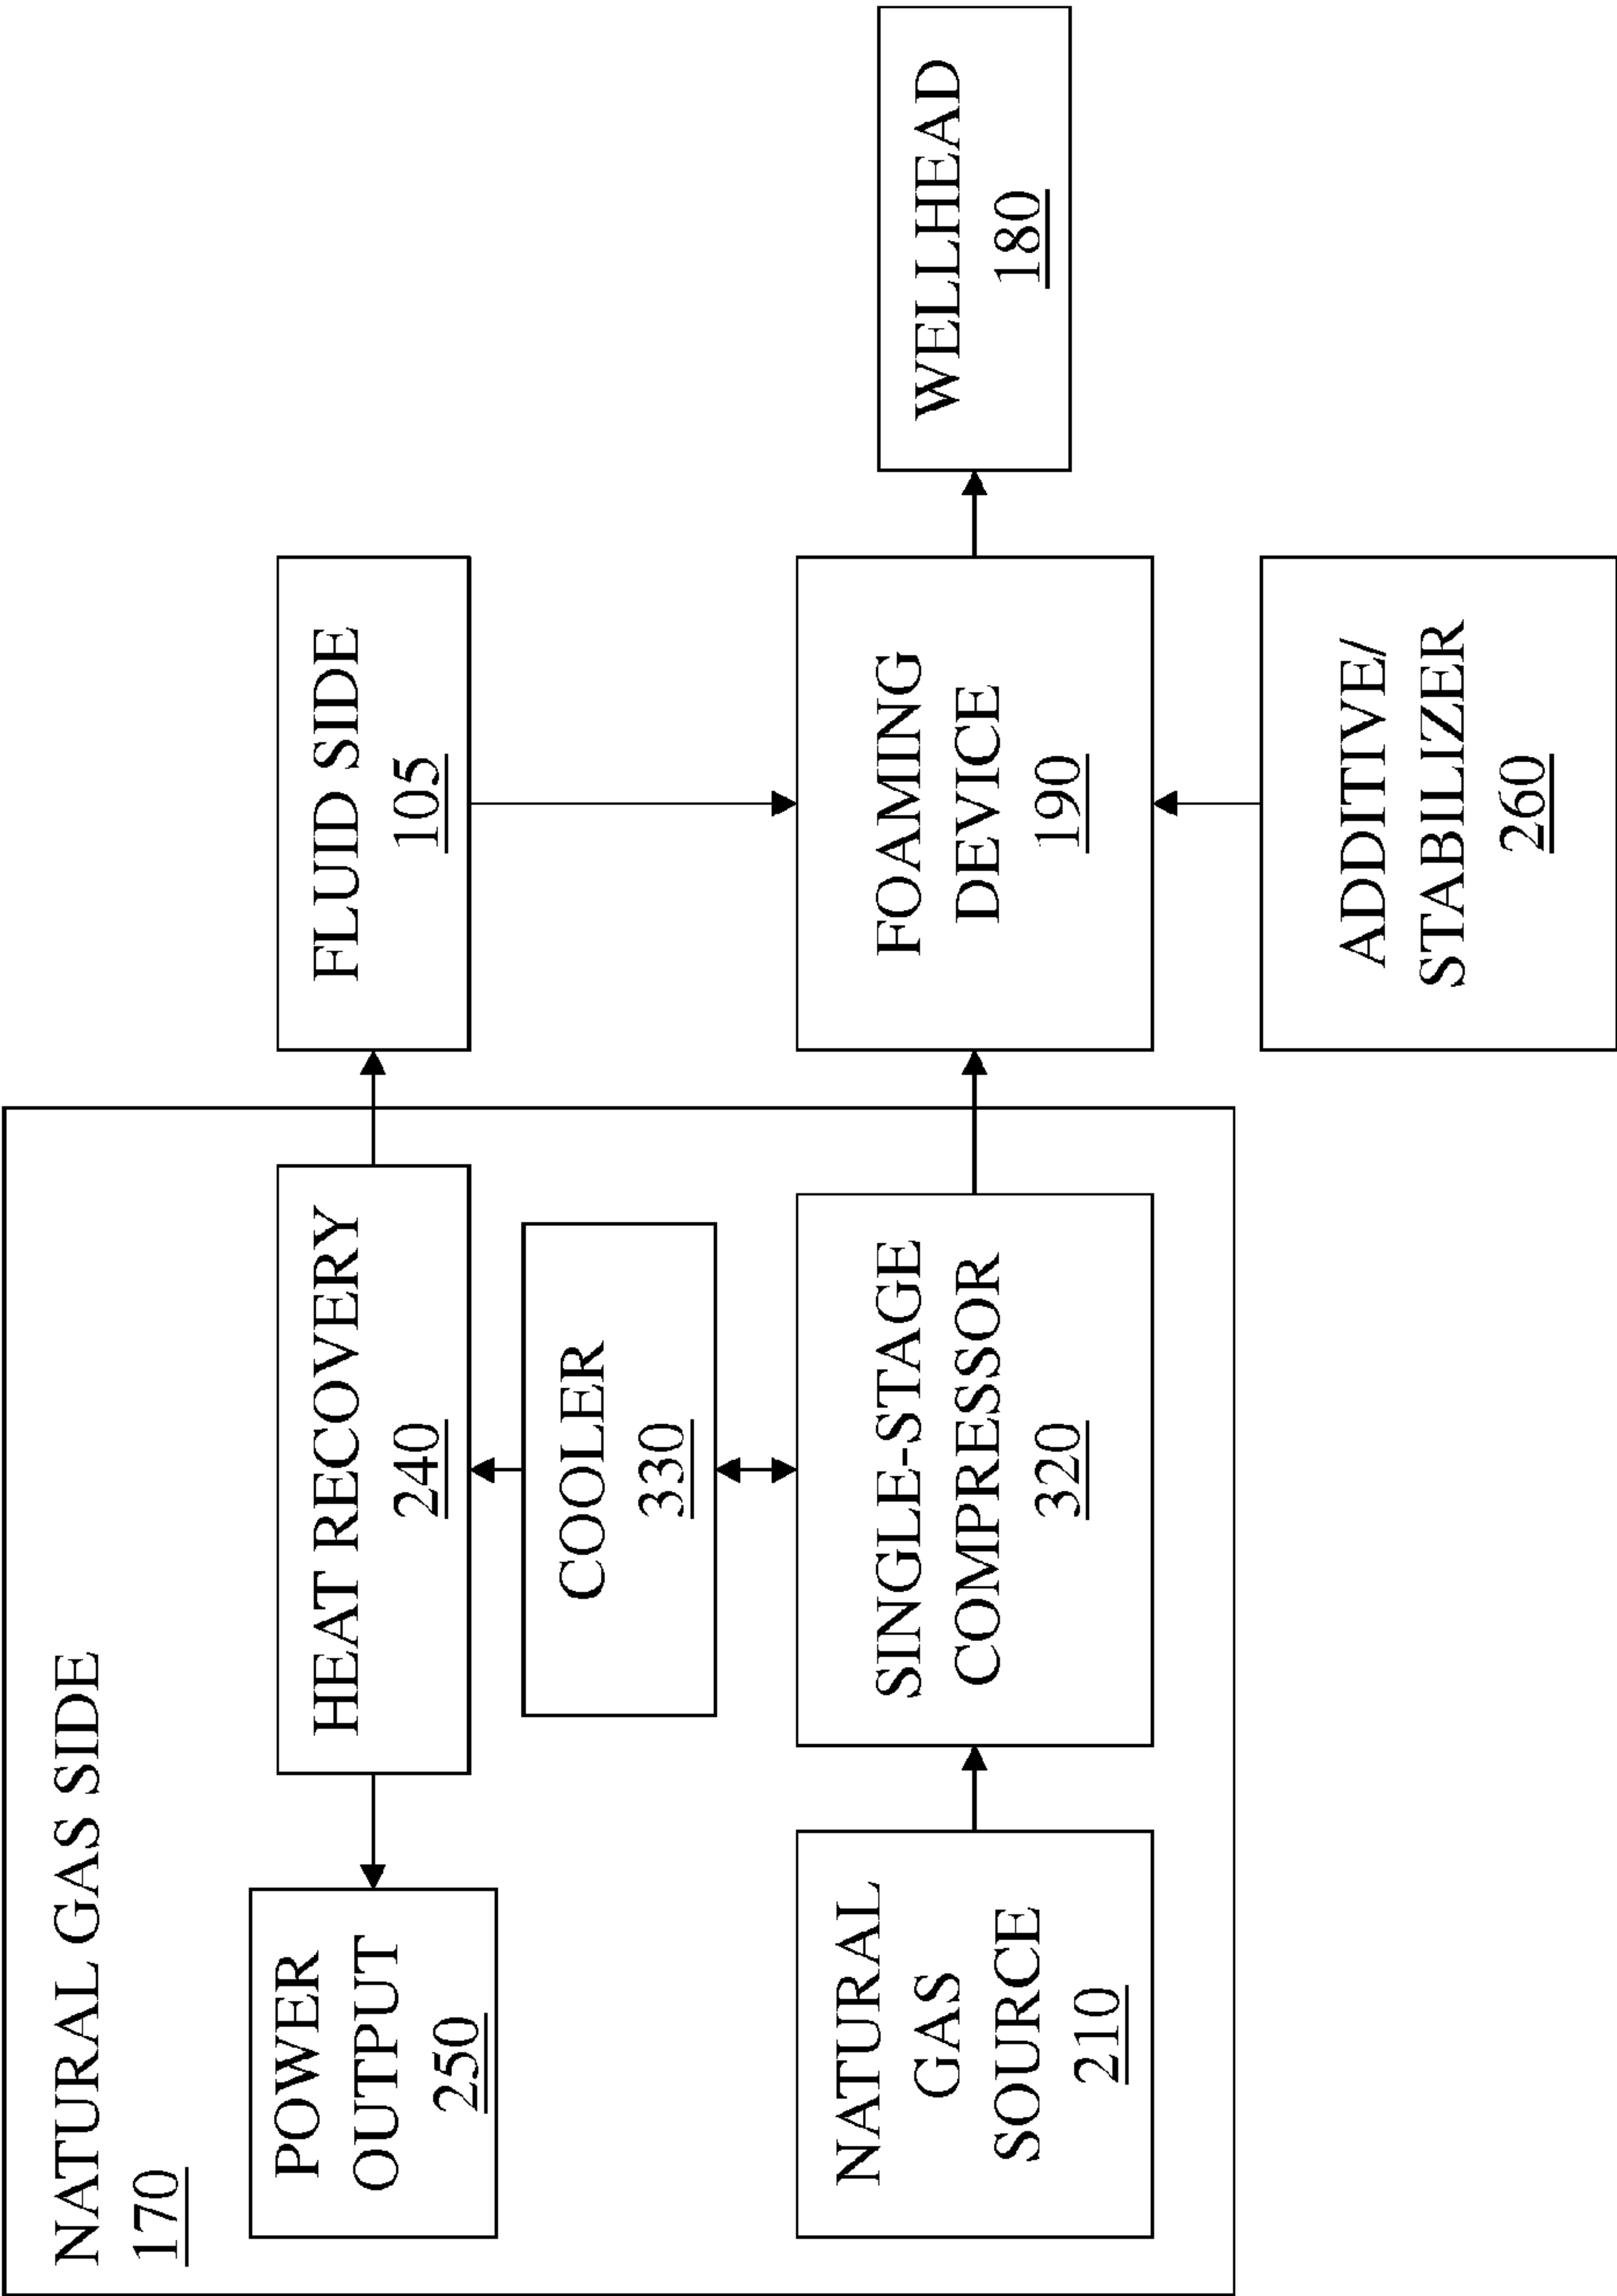 NATURAL GAS SIDE
170
POWER
OUTPUT
250
HEAT RECOVERY
240
FLUID SIDE
105
COOLER
330
NATURAL
GAS
SOURCE
210
SINGLE-STAGE
COMPRESSOR
320
FOAMING
DEVICE
190
WELLHEAD
180
ADDITIVE/
STABILIZER
260